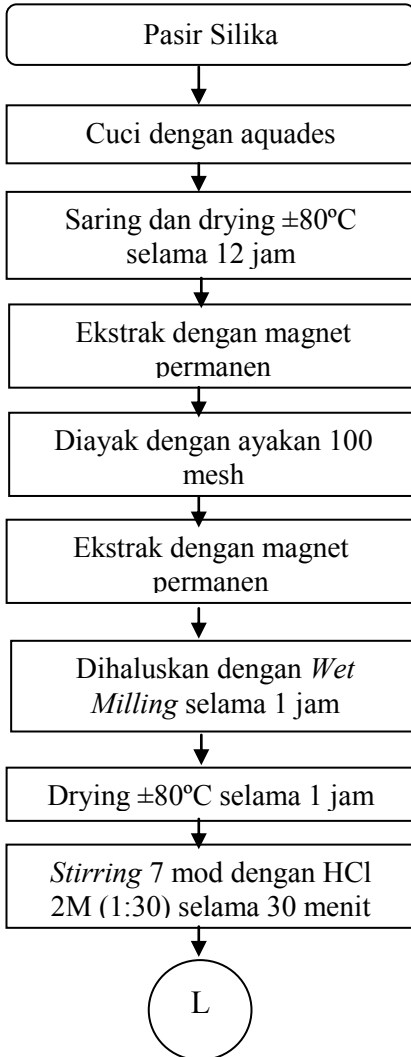 Pasir Silika
Cuci dengan aquades
Saring dan drying ±80ºC
selama 12 jam
Ekstrak dengan magnet
permanen
Diayak dengan ayakan 100
mesh
Ekstrak dengan magnet
permanen
Dihaluskan dengan Wet
Milling selama 1 jam
Drying ±80ºC selama 1 jam
Stirring 7 mod dengan HCl
2M (1:30) selama 30 menit
L